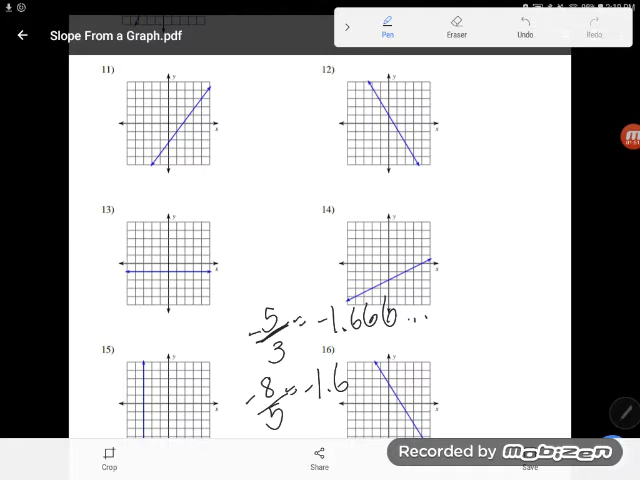 Slope From a Graph.pdf
Pen
Eraser
Undo
Redo
11)
y
x
12)
y
x
13)
y
x
14)
y
x
-5/3 = -1.666...
15)
y
x
-8/5 = -1.6
16)
y
x
Recorded by MOBIZEN
Crop
Share
Save